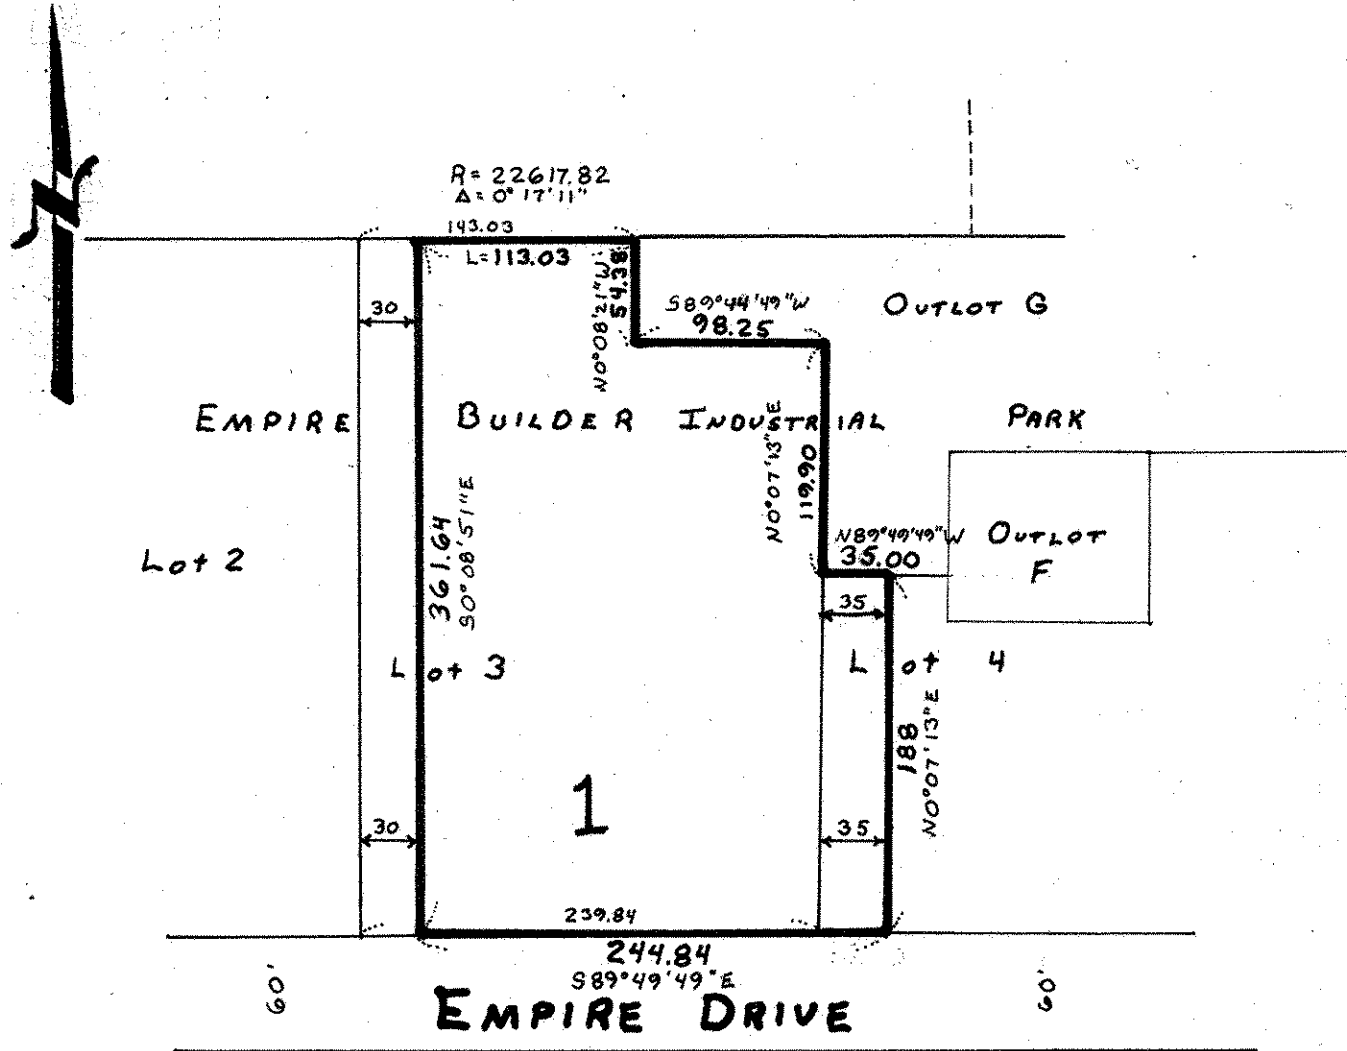 R= 22617.82
Δ= 0°17'11"
143.03
L=113.03
30
N0°08'21"W
54.38
S89°44'49"W
98.25
OUTLOT G
EMPIRE BUILDER INDUSTRIAL PARK
N0°07'13"E
119.90
361.64
S0°08'51"E
Lot 2
N89°49'49"W
35.00
OUTLOT
F
35
Lot 3
Lot 4
188
N0°07'13"E
1
30
35
239.84
244.84
S89°49'49"E
60'
60'
EMPIRE DRIVE